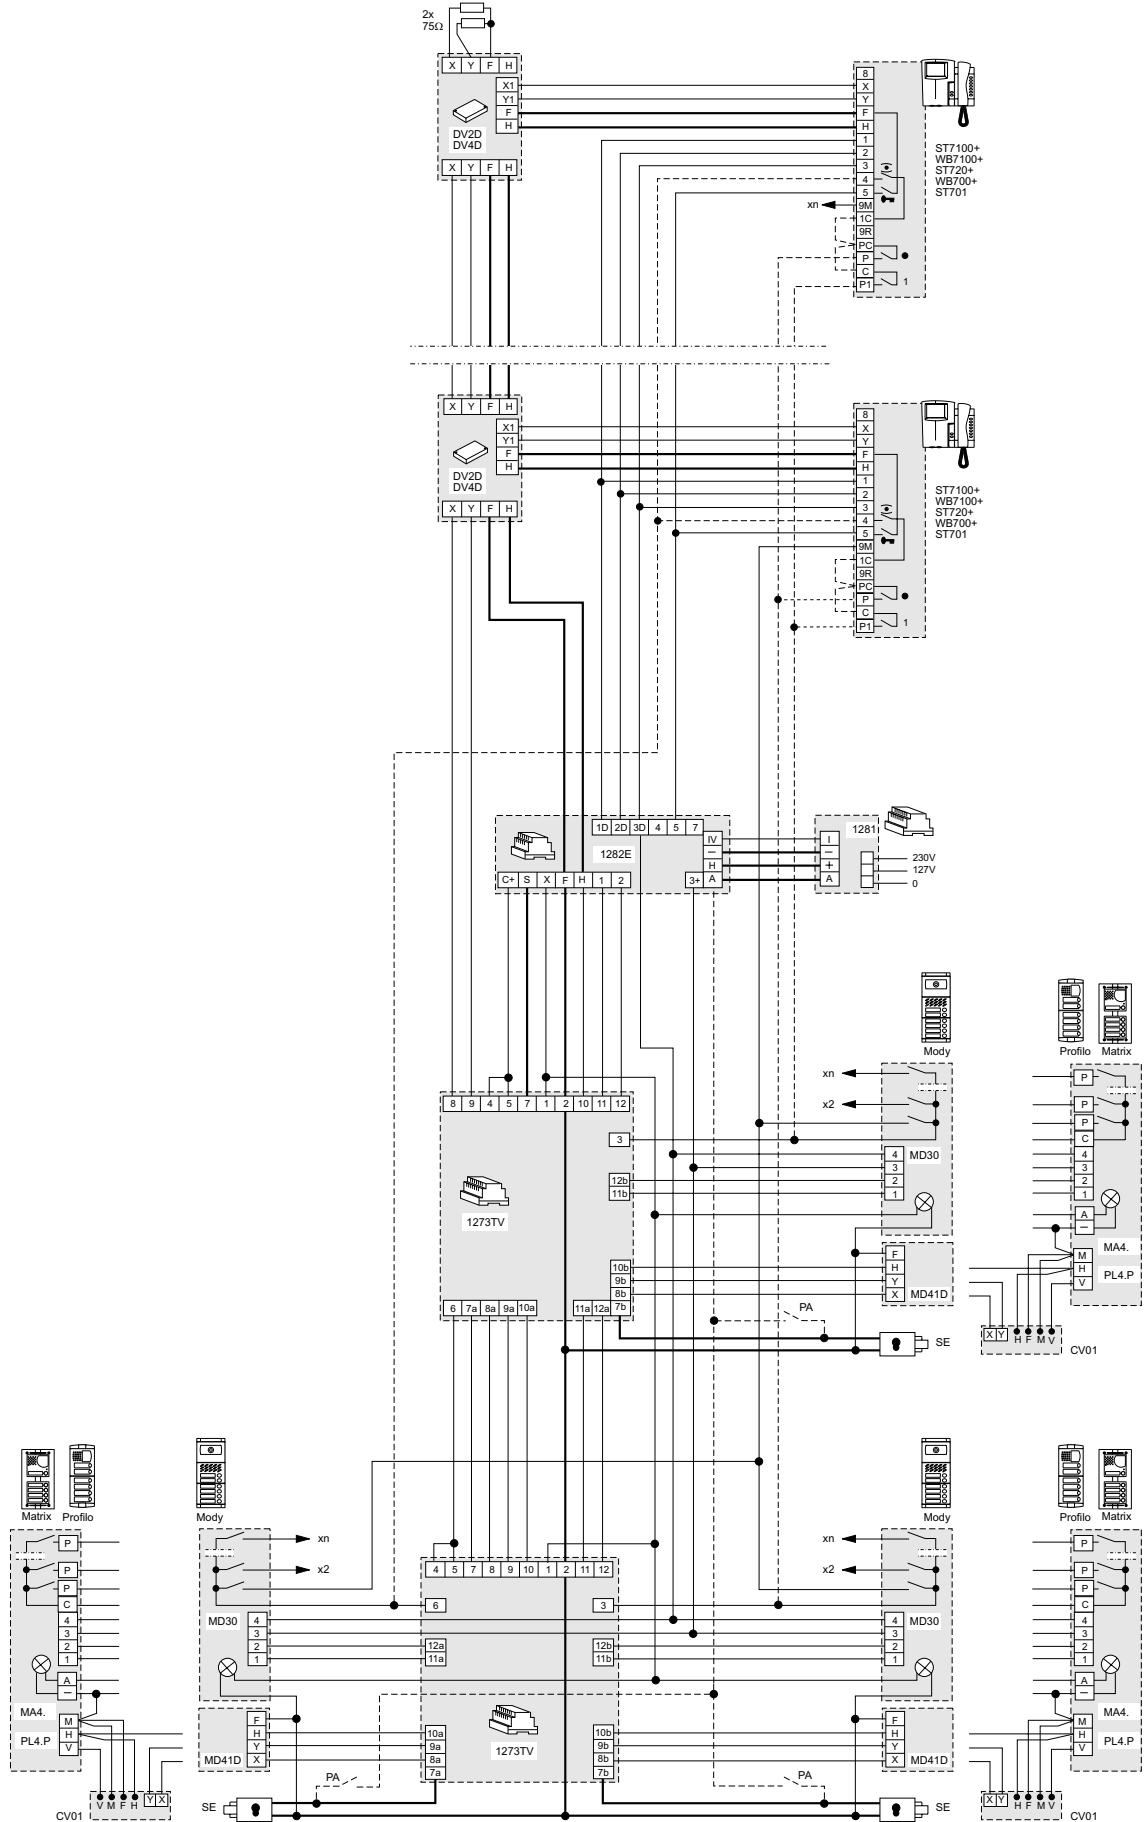 2x
75Ω
X Y F H
X1
Y1
F
H
DV2D
DV4D
X Y F H
8
X
Y
F
H
1
2
3
4
5
9M
1C
9R
PC
P
C
P1
xn
1
ST7100+
WB7100+
ST720+
WB700+
ST701
X Y F H
X1
Y1
F
H
DV2D
DV4D
X Y F H
8
X
Y
F
H
1
2
3
4
5
9M
1C
9R
PC
P
C
P1
1
ST7100+
WB7100+
ST720+
WB700+
ST701
1D 2D 3D 4 5 7
1282E
IV
–
H
A
C+ S X F H 1 2
3+
1281
I
–
+
A
230V
127V
0
Mody
Profilo Matrix
xn
x2
8 9 4 5 7 1 2 10 11 12
3
12b
11b
1273TV
10b
9b
8b
7b
6 7a 8a 9a 10a 11a 12a
4
3
2
1
MD30
F
H
Y
X
MD41D
PA
SE
P
P
P
C
4
3
2
1
A
–
M
H
V
MA4.
PL4.P
X Y H F M V
CV01
Matrix Profilo
Mody
Mody
Profilo Matrix
P
P
P
C
4
3
2
1
A
–
M
H
V
MA4.
PL4.P
V M F H Y X
CV01
xn
x2
MD30
4
3
2
1
F
H
Y
X
MD41D
PA
SE
4 5 7 8 9 10 1 2 11 12
6
3
12a
11a
12b
11b
1273TV
10a
9a
8a
7a
10b
9b
8b
7b
xn
x2
4
3
2
1
MD30
F
H
Y
X
MD41D
PA
SE
P
P
P
C
4
3
2
1
A
–
M
H
V
MA4.
PL4.P
X Y H F M V
CV01